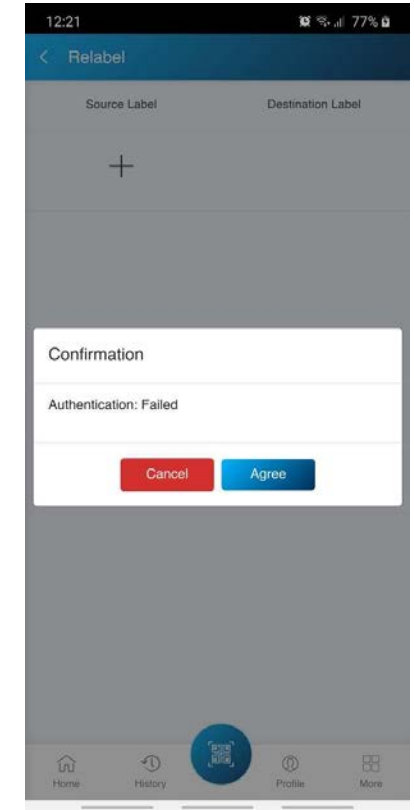 12:21
77%
Relabel
Source Label
Destination Label
Confirmation
Authentication: Failed
Cancel
Agree
Home
History
Profile
More